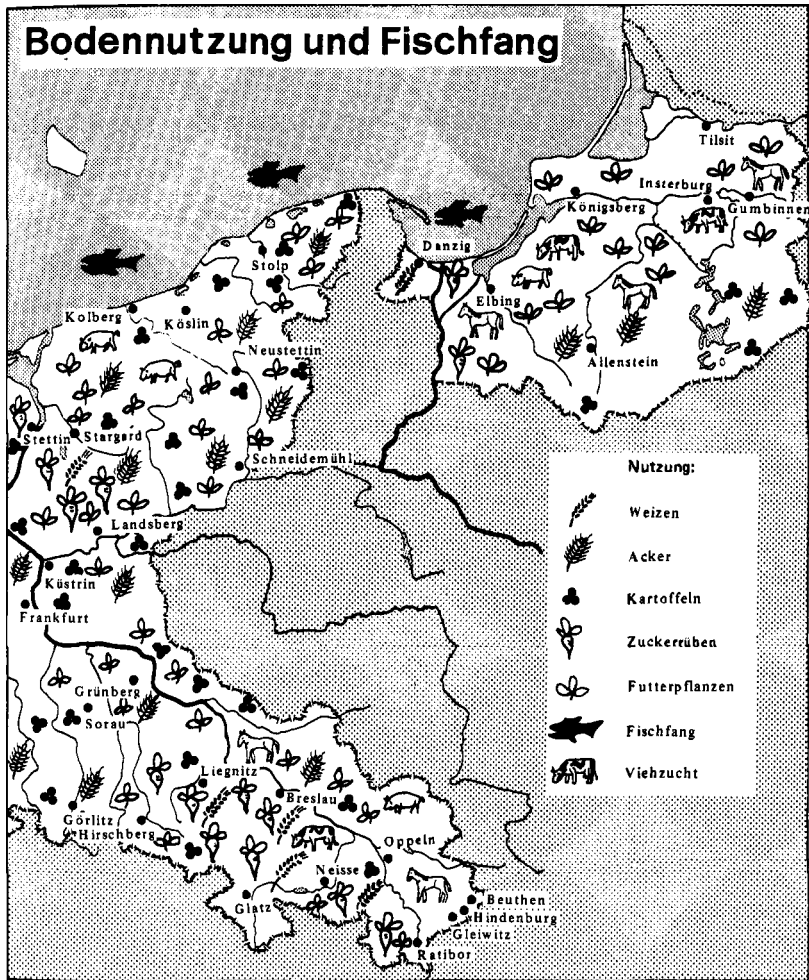 Bodennutzung und Fischfang
Tilsit
Insterburg
Königsberg
Gumbinnen
Danzig
Stolp
Elbing
Kolberg
Köslin
Neustettin
Allenstein
Stettin
Stargard
Schneidemühl
Landsberg
Küstrin
Frankfurt
Grünberg
Sorau
Liegnitz
Breslau
Görlitz
Hirschberg
Oppeln
Neisse
Glatz
Beuthen
Hindenburg
Gleiwitz
Ratibor
Nutzung:
Weizen
Acker
Kartoffeln
Zuckerrüben
Futterpflanzen
Fischfang
Viehzucht